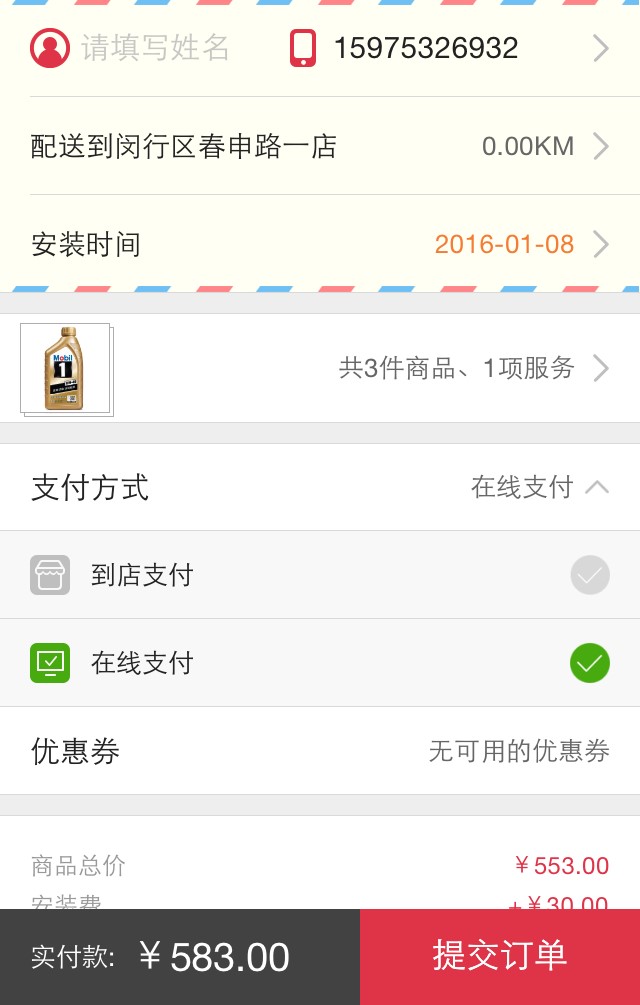 请填写姓名 15975326932
配送到闵行区春申路一店 0.00KM
安装时间 2016-01-08
Mobil
1
共3件商品、1项服务
支付方式 在线支付
到店支付
在线支付
优惠券 无可用的优惠券
商品总价 ￥553.00
安装费 +￥30.00
实付款: ￥583.00 提交订单